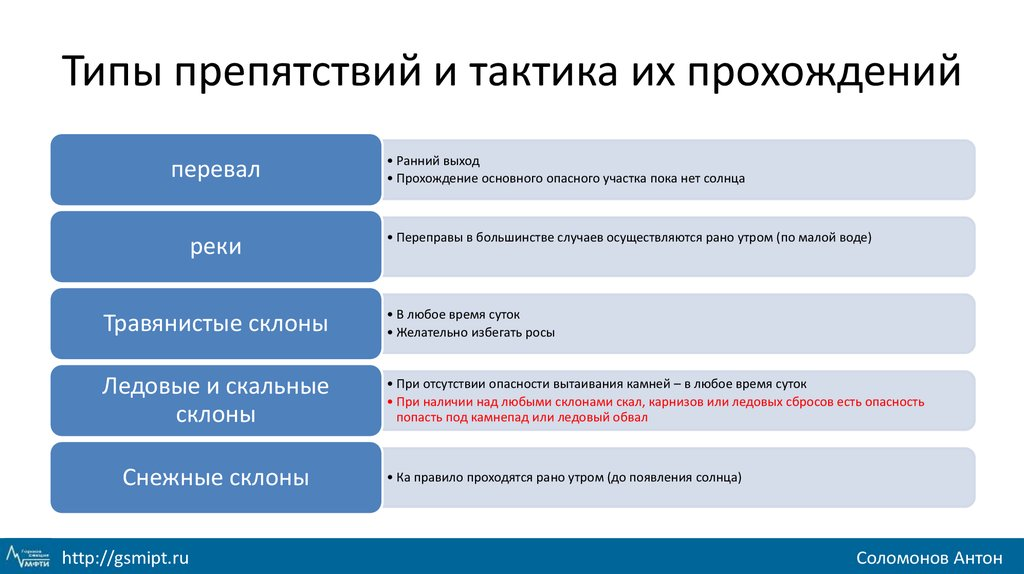 Типы препятствий и тактика их прохождений
перевал
• Ранний выход
• Прохождение основного опасного участка пока нет солнца
реки
• Переправы в большинстве случаев осуществляются рано утром (по малой воде)
Травянистые склоны
• В любое время суток
• Желательно избегать росы
Ледовые и скальные
склоны
• При отсутствии опасности вытаивания камней – в любое время суток
• При наличии над любыми склонами скал, карнизов или ледовых сбросов есть опасность
попасть под камнепад или ледовый обвал
Снежные склоны
• Ка правило проходятся рано утром (до появления солнца)
Горная
секция
МФТИ
http://gsmipt.ru
Соломонов Антон